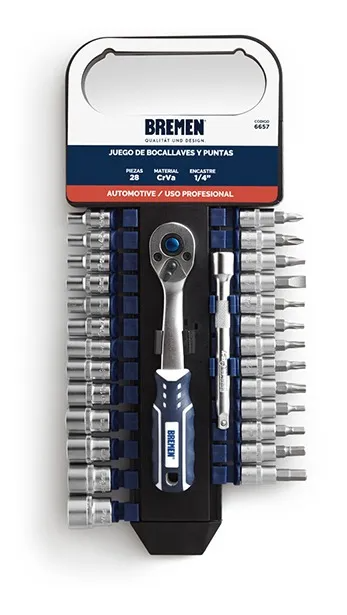 BREMEN®
QUALITÄT UND DESIGN
CODIGO
6657
JUEGO DE BOCALLAVES Y PUNTAS
PIEZAS MATERIAL ENCASTRE
28 CrVa 1/4"
AUTOMOTIVE / USO PROFESIONAL
BREMEN